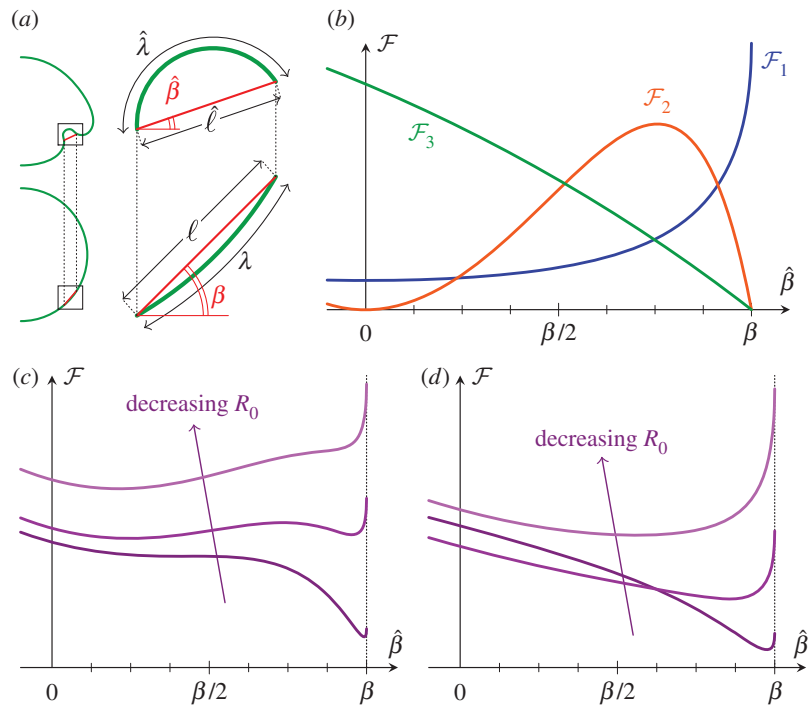 (a)
λ̂
β̂
ℓ̂
ℓ
λ
β
(b)
ℱ
ℱ1
ℱ2
ℱ3
β̂
0
β/2
β
(c)
ℱ
decreasing R0
β̂
0
β/2
β
(d)
ℱ
decreasing R0
β̂
0
β/2
β